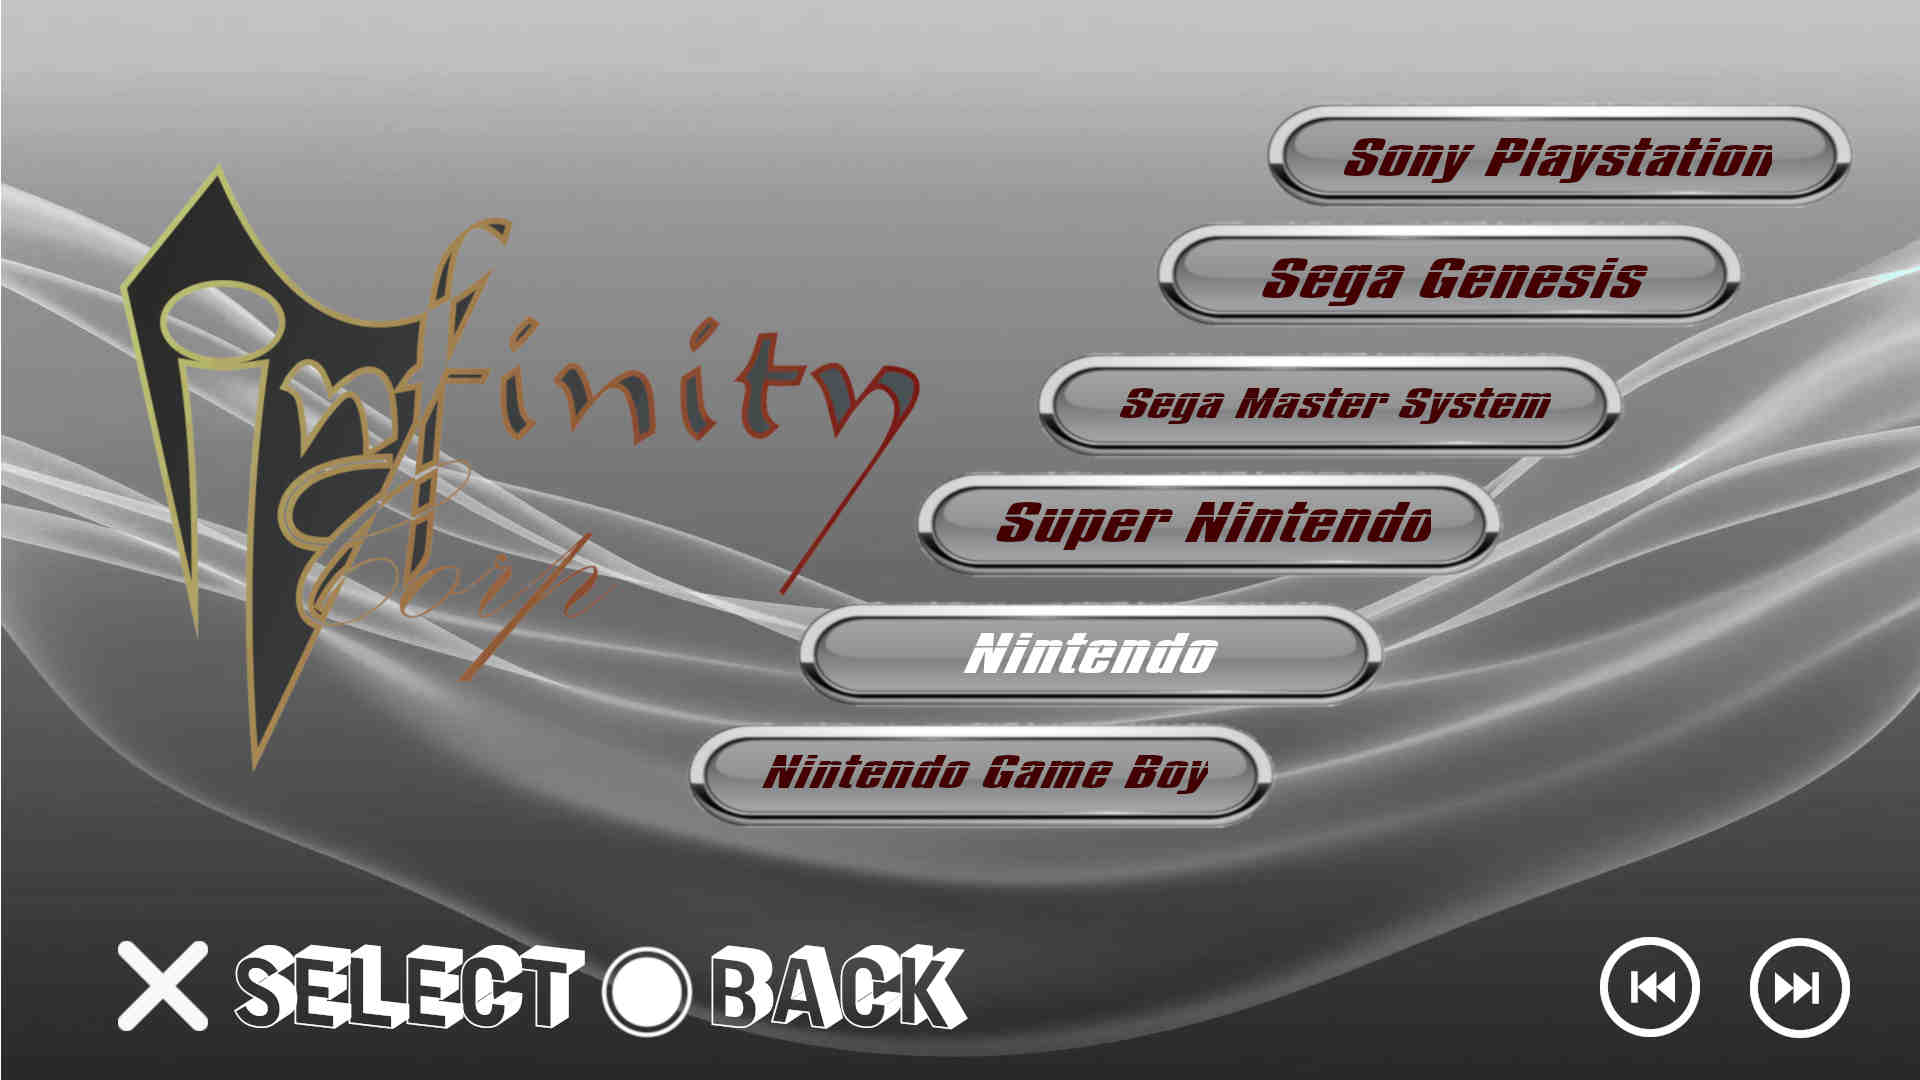 Sony Playstation
Sega Genesis
Infinity
Sega Master System
Super Nintendo
Corp
Nintendo
Nintendo Game Boy
SELECT BACK